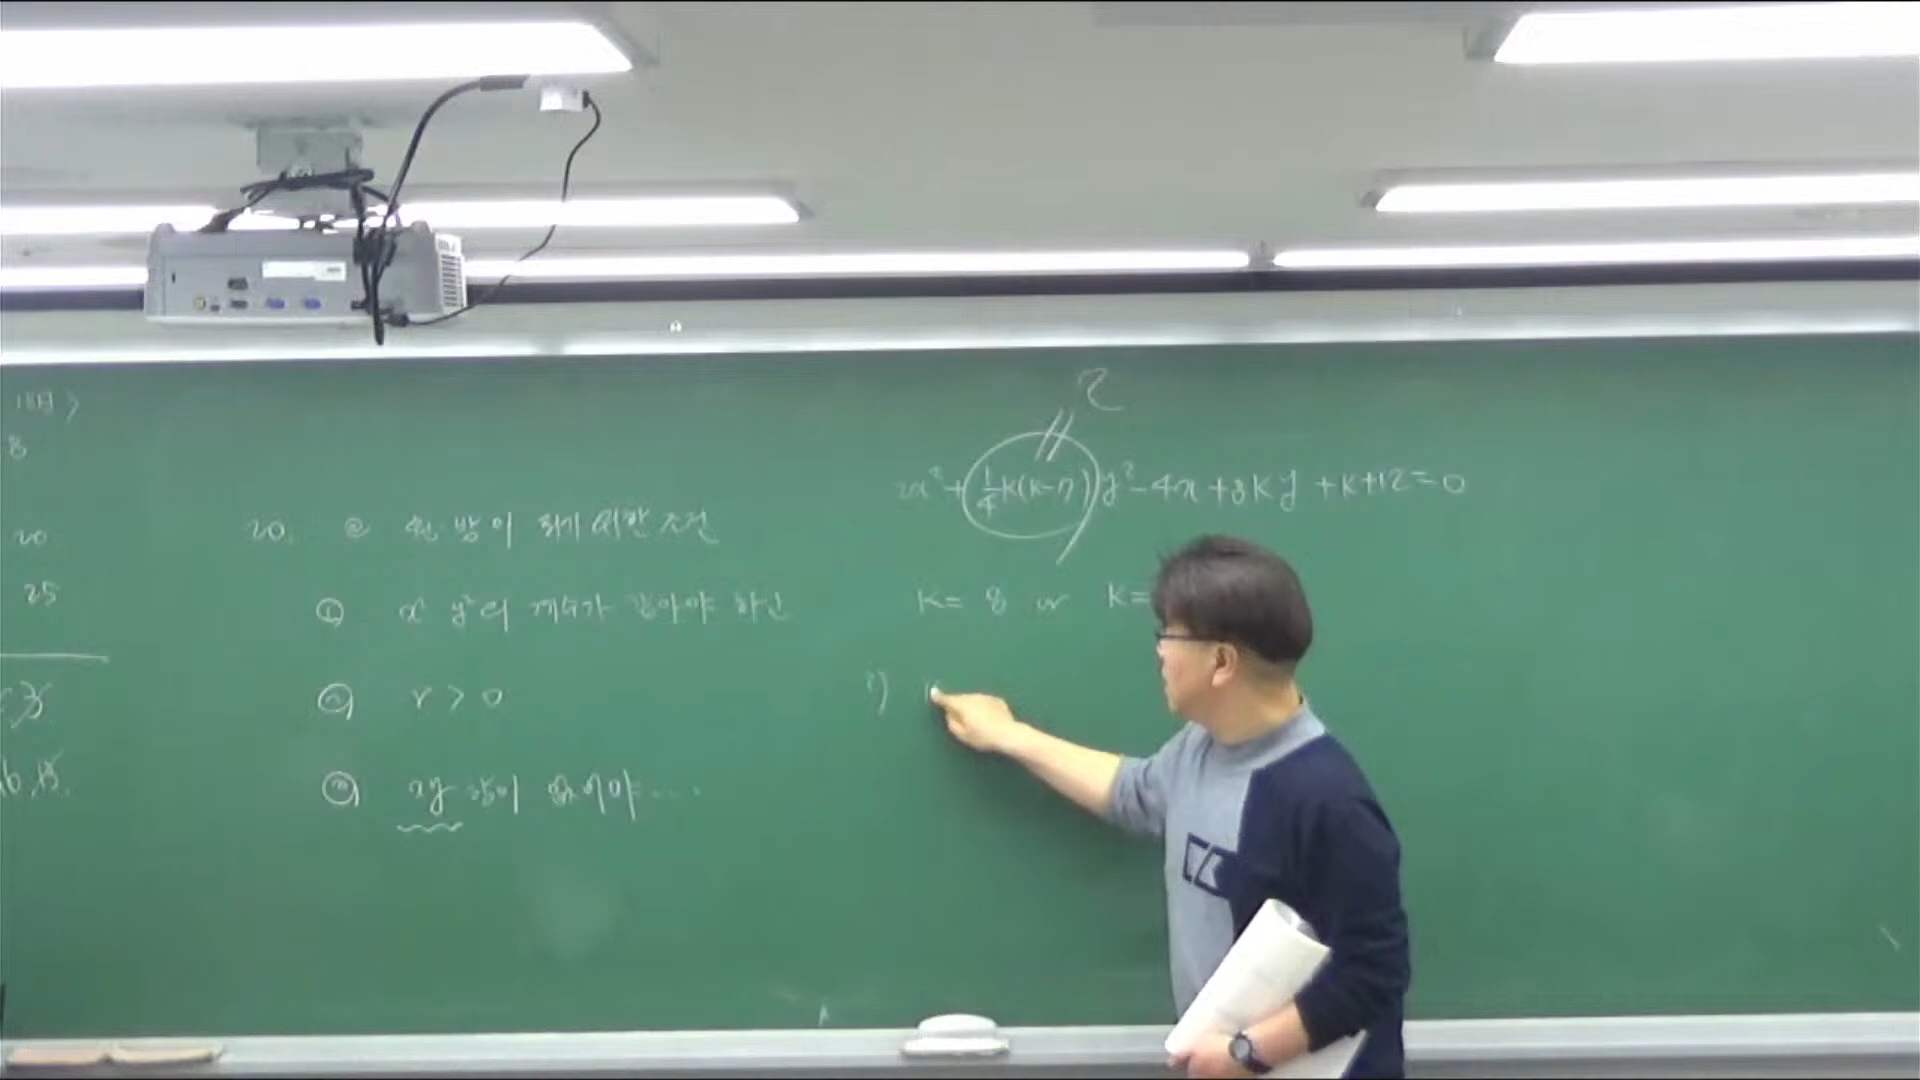 8
20
25
20. @ 원방이 되기 위한 조건
① x² y²의 계수가 같아야 하고
② r > 0
③ xy 항이 없어야 ...
2
2x² + 1/4 k(k-7) y² - 4x + 8ky + k + 12 = 0
k = 8 or k =
i) k